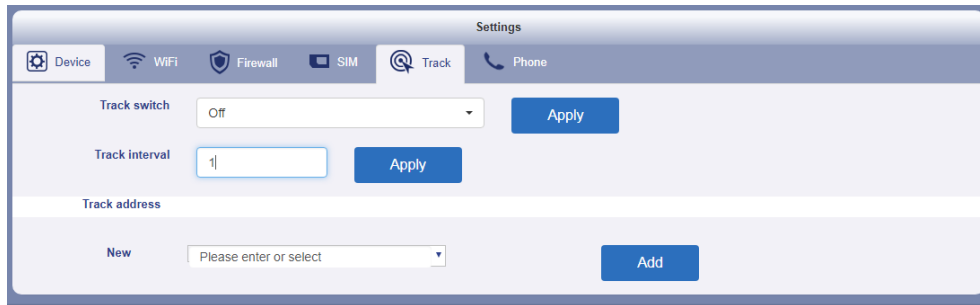 Settings
Device WiFi Firewall SIM Track Phone
Track switch Off Apply
Track interval 1 Apply
Track address
New Please enter or select Add